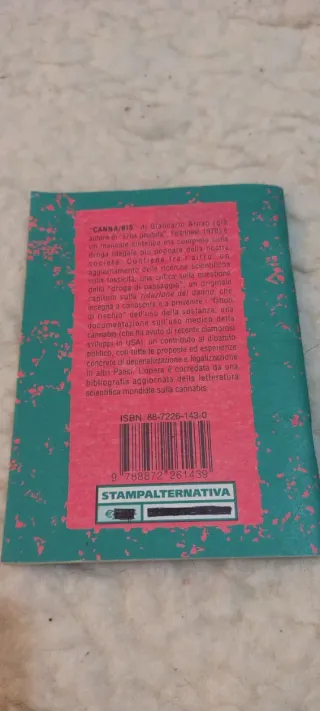 "CANNABIS" di Giancarlo Arnao (già
autore di "Erba proibita", Feltrinelli 1978) è
un manuale sintetico ma completo sulla
droga illegale più popolare della nostra
società. Contiene tra l'altro un
aggiornamento delle ricerche scientifiche
sulla tossicità, una critica alla questione
della "droga di passaggio", un originale
capitolo sulla riduzione del danno che
insegna a conoscere e a prevenire i fattori
di rischio dell'uso della sostanza, una
documentazione sull'uso medico della
cannabis (che ha avuto di recente clamorosi
sviluppi in USA), un contributo al dibattito
politico, con tutte le proposte ed esperienze
concrete di depenalizzazione e legalizzazione
in altri Paesi. L'opera è corredata da una
bibliografia aggiornata della letteratura
scientifica mondiale sulla cannabis.
ISBN 88-7226-143-0
9 788872 261439
STAMPALTERNATIVA